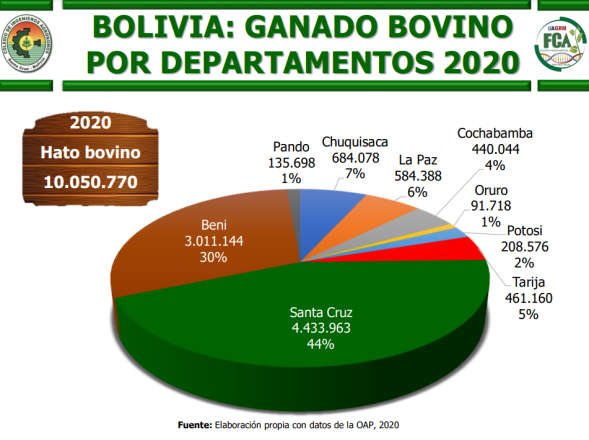 BOLIVIA: GANADO BOVINO
POR DEPARTAMENTOS 2020
UAGRM
FCA
2020
Hato bovino
10.050.770
Pando
135.698
1%
Chuquisaca
684.078
7%
La Paz
584.388
6%
Cochabamba
440.044
4%
Oruro
91.718
1%
Potosi
208.576
2%
Tarija
461.160
5%
Beni
3.011.144
30%
Santa Cruz
4.433.963
44%
Fuente: Elaboración propia con datos de la OAP, 2020